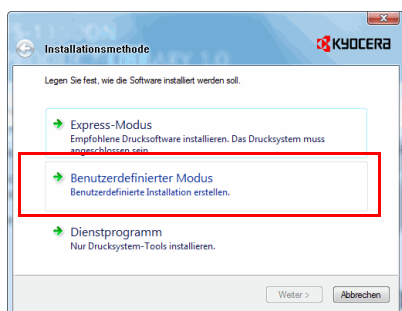 Installationsmethode
KYOCERA
Legen Sie fest, wie die Software installiert werden soll.
Express-Modus
Empfohlene Drucksoftware installieren. Das Drucksystem muss
angeschlossen sein.
Benutzerdefinierter Modus
Benutzerdefinierte Installation erstellen.
Dienstprogramm
Nur Drucksystem-Tools installieren.
Weiter >
Abbrechen